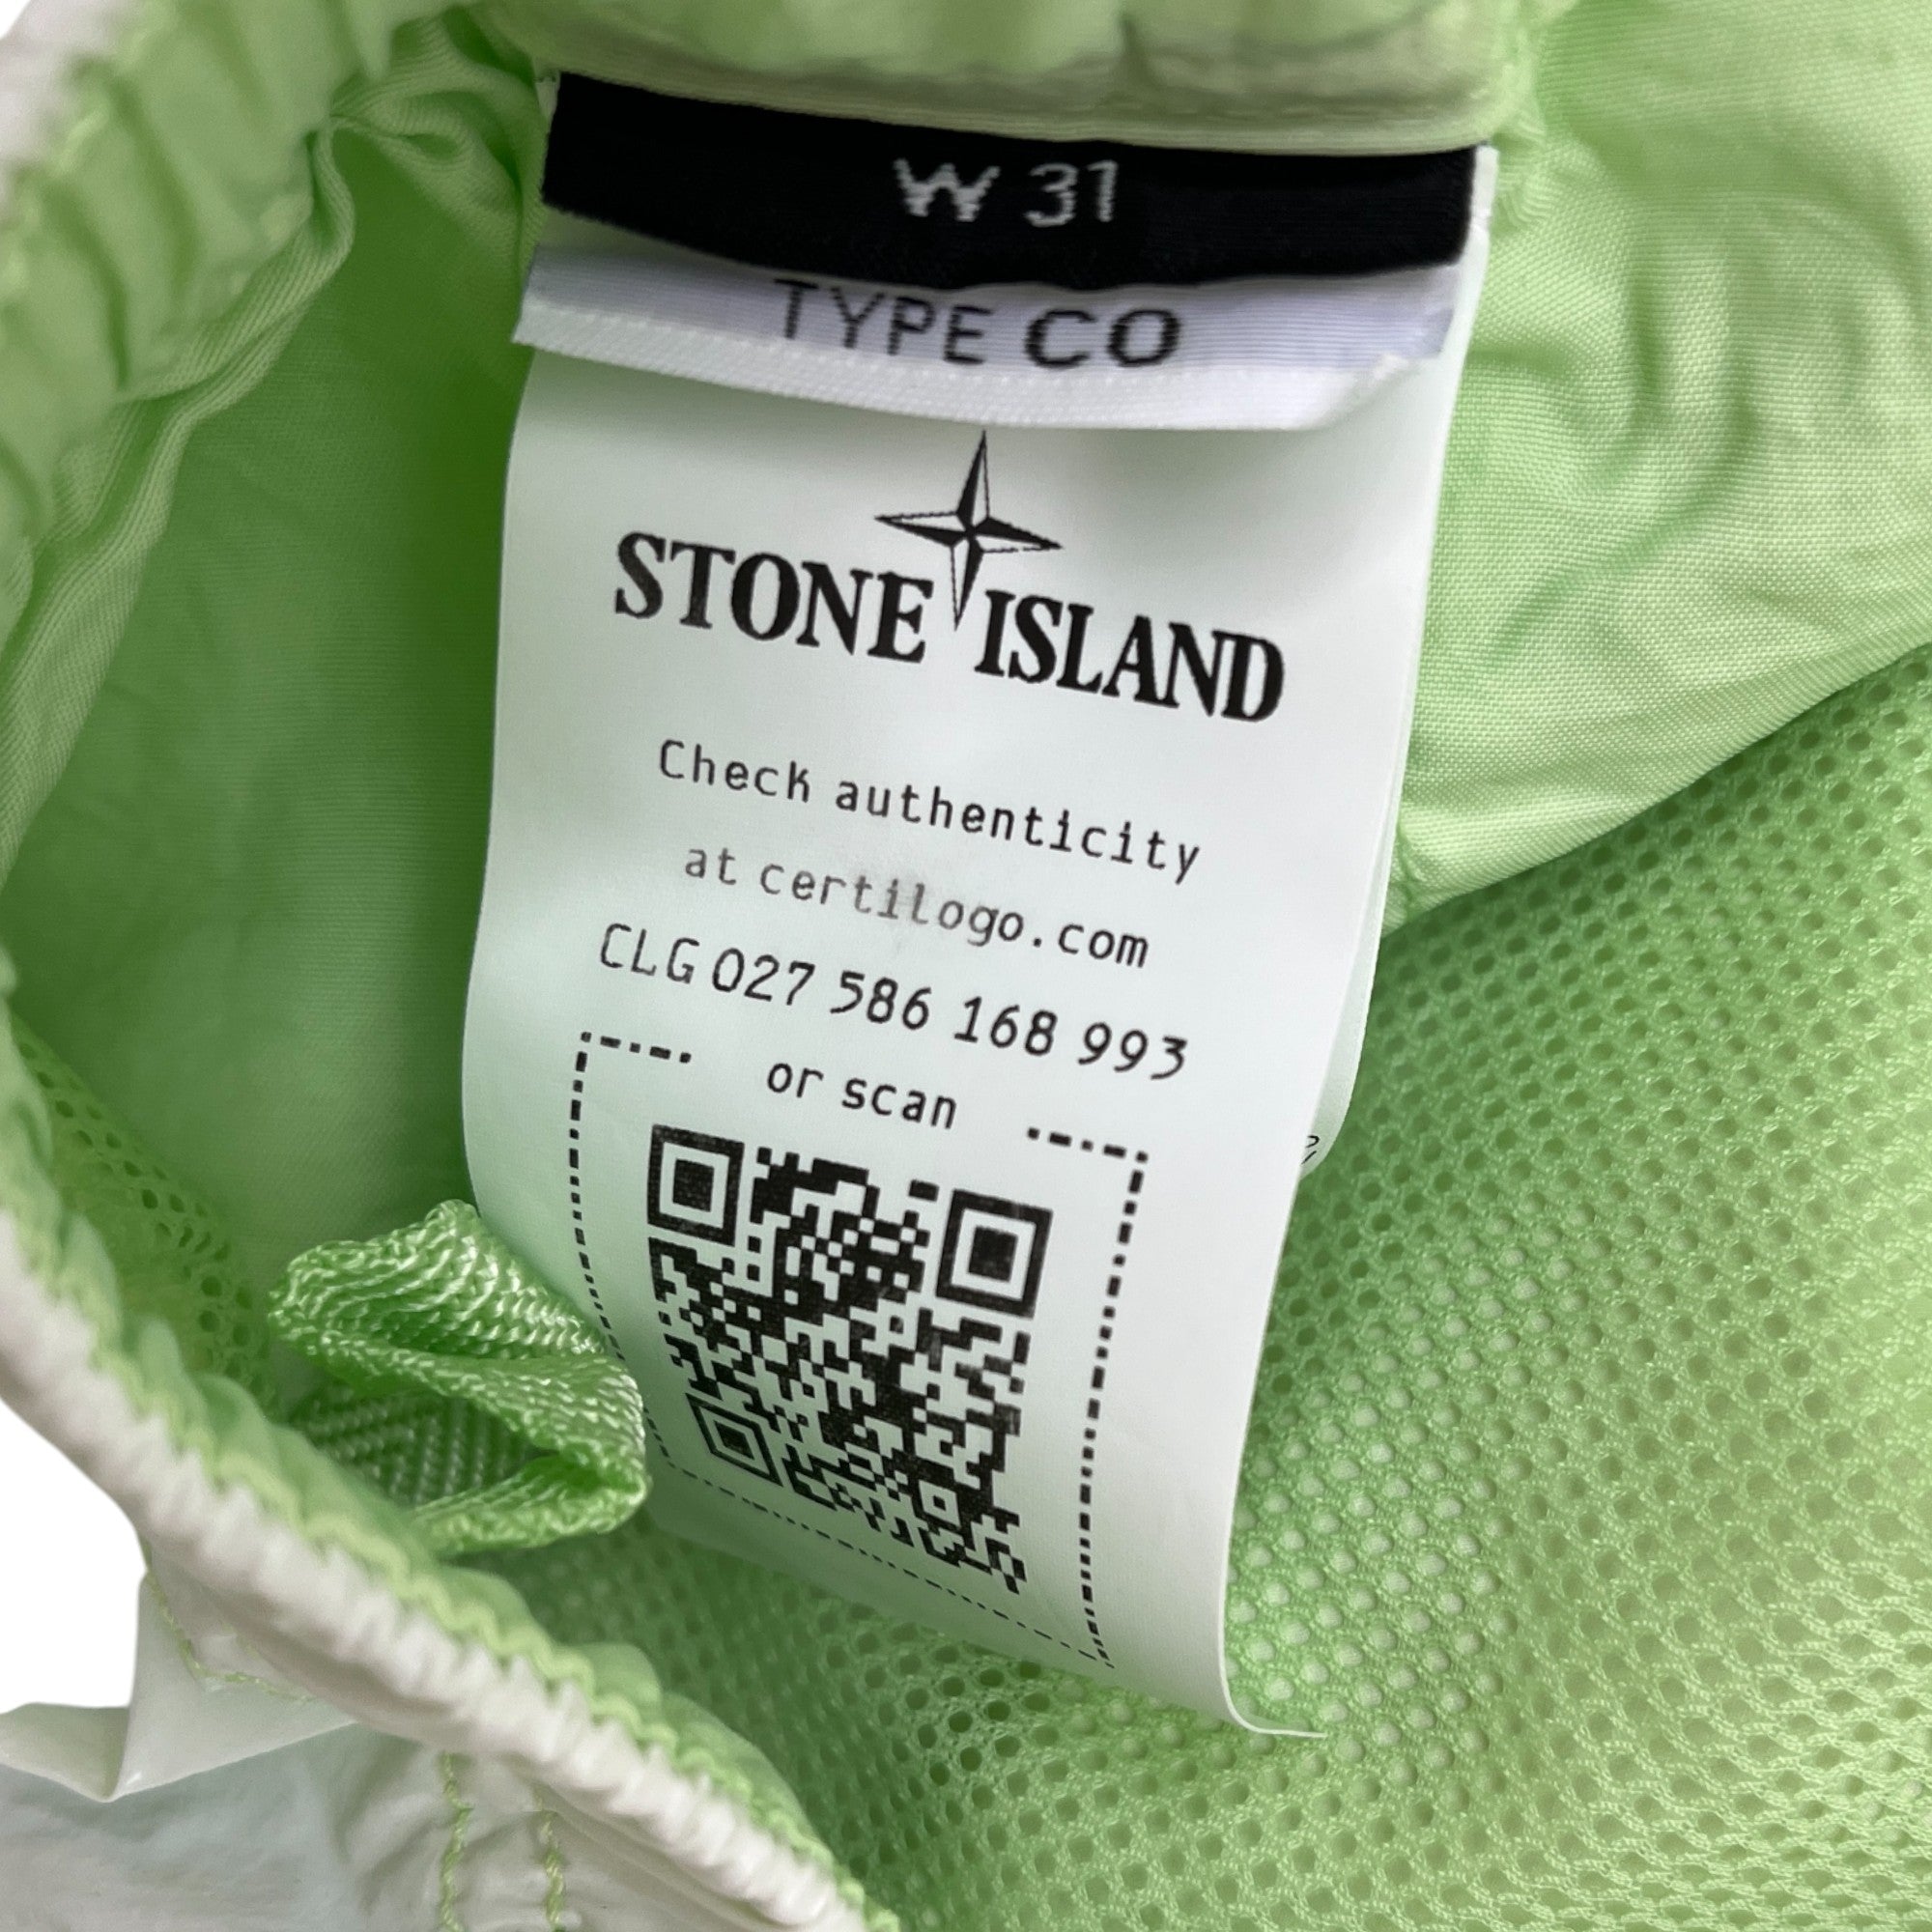 W 31
TYPE CO
STONE ISLAND
Check authenticity
at certilogo.com
CLG 027 586 168 993
or scan